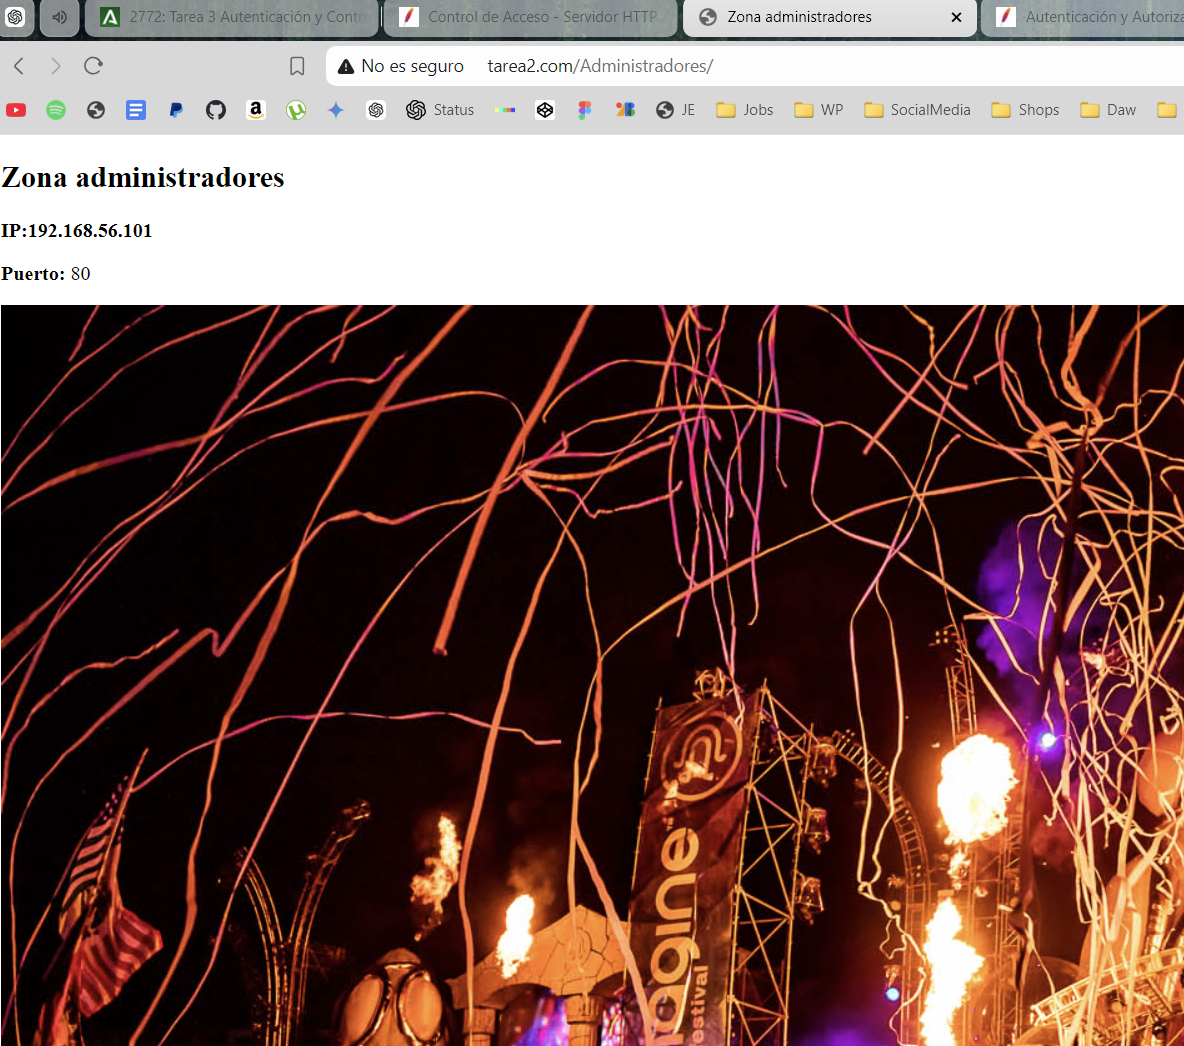 2772: Tarea 3 Autenticación y Contr
Control de Acceso - Servidor HTTP
Zona administradores
Autenticación y Autoriza
No es seguro tarea2.com/Administradores/
Status
JE
Jobs
WP
SocialMedia
Shops
Daw
Zona administradores
IP:192.168.56.101
Puerto: 80
agine
estival